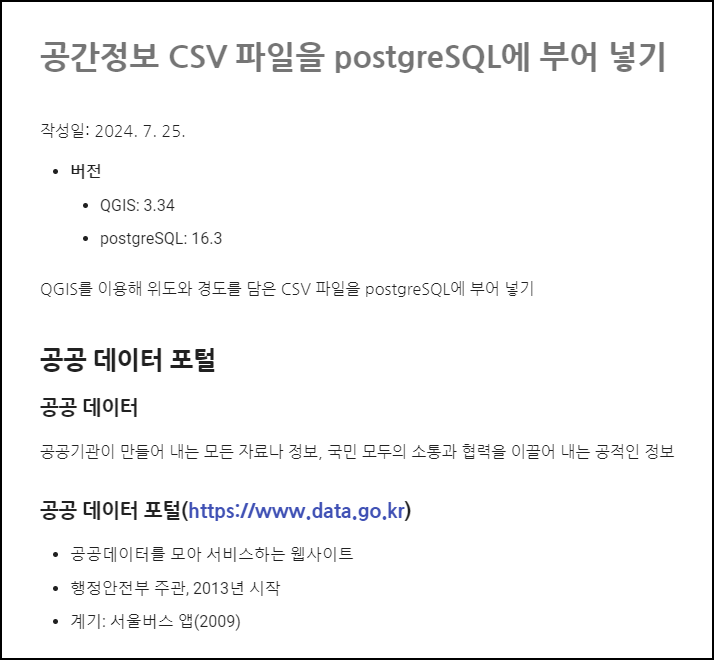 공간정보 CSV 파일을 postgreSQL에 부어 넣기
작성일: 2024. 7. 25.
버전
QGIS: 3.34
postgreSQL: 16.3
QGIS를 이용해 위도와 경도를 담은 CSV 파일을 postgreSQL에 부어 넣기
공공 데이터 포털
공공 데이터
공공기관이 만들어 내는 모든 자료나 정보, 국민 모두의 소통과 협력을 이끌어 내는 공적인 정보
공공 데이터 포털(https://www.data.go.kr)
공공데이터를 모아 서비스하는 웹사이트
행정안전부 주관, 2013년 시작
계기: 서울버스 앱(2009)